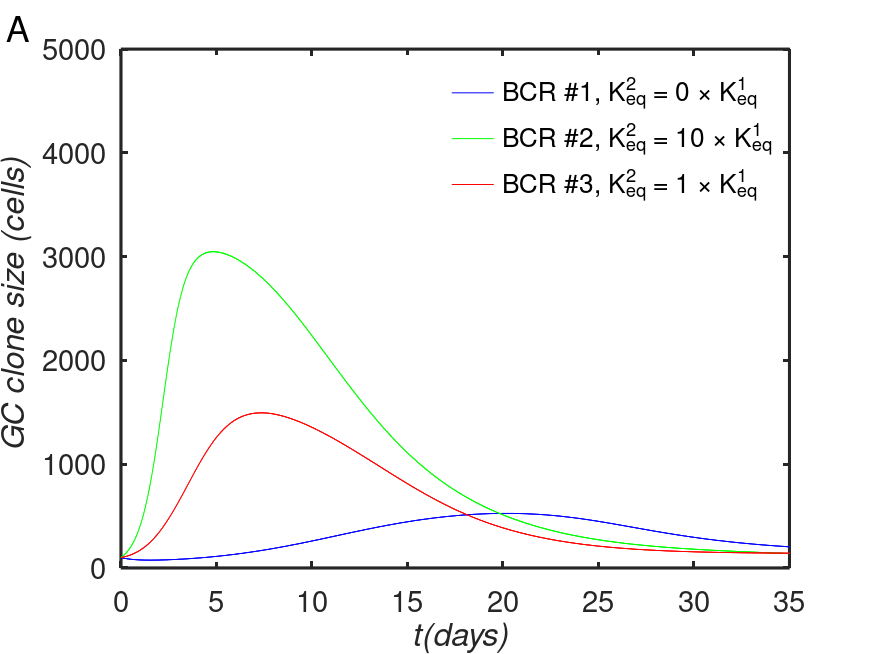 A
5000
4000
3000
2000
1000
0
GC clone size (cells)
BCR #1, K²eq = 0 × K¹eq
BCR #2, K²eq = 10 × K¹eq
BCR #3, K²eq = 1 × K¹eq
0 5 10 15 20 25 30 35
t(days)